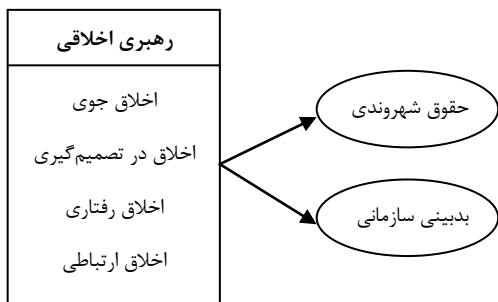 رهبری اخلاقی
اخلاق جوی
اخلاق در تصمیم‌گیری
اخلاق رفتاری
اخلاق ارتباطی
حقوق شهروندی
بدبینی سازمانی